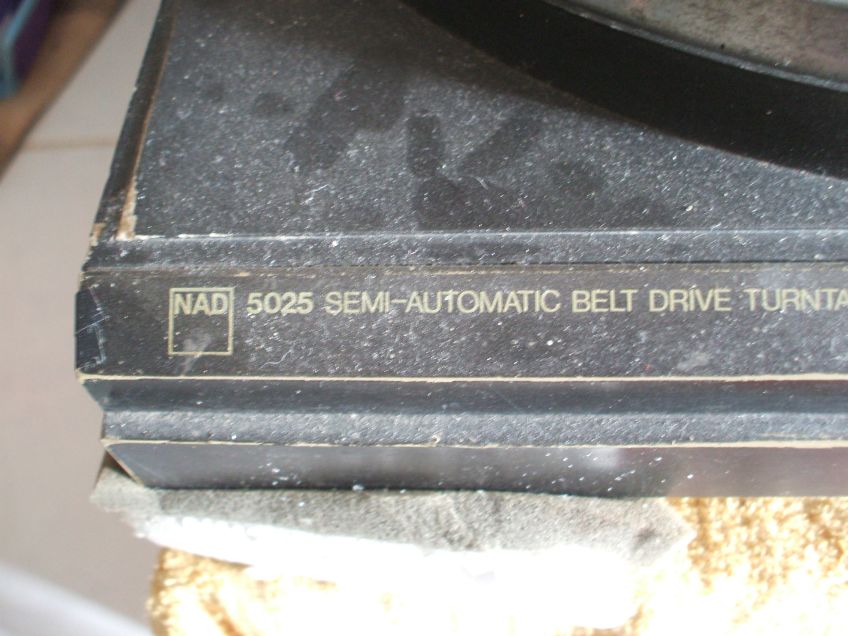 NAD 5025 SEMI-AUTOMATIC BELT DRIVE TURNTA